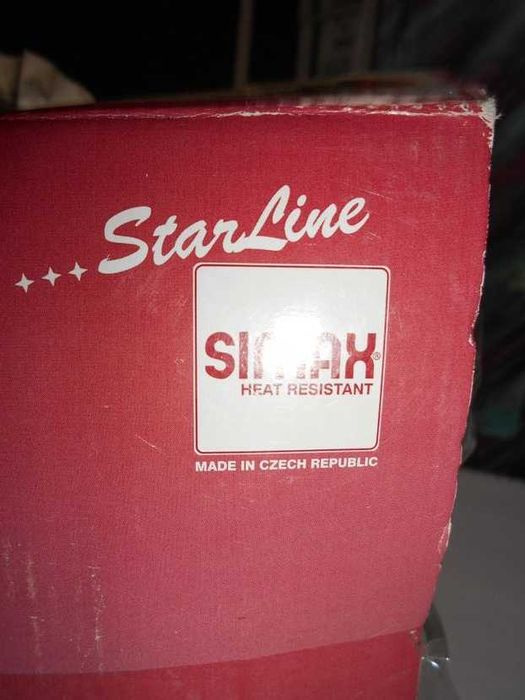 StarLine
SIMAX®
HEAT RESISTANT
MADE IN CZECH REPUBLIC